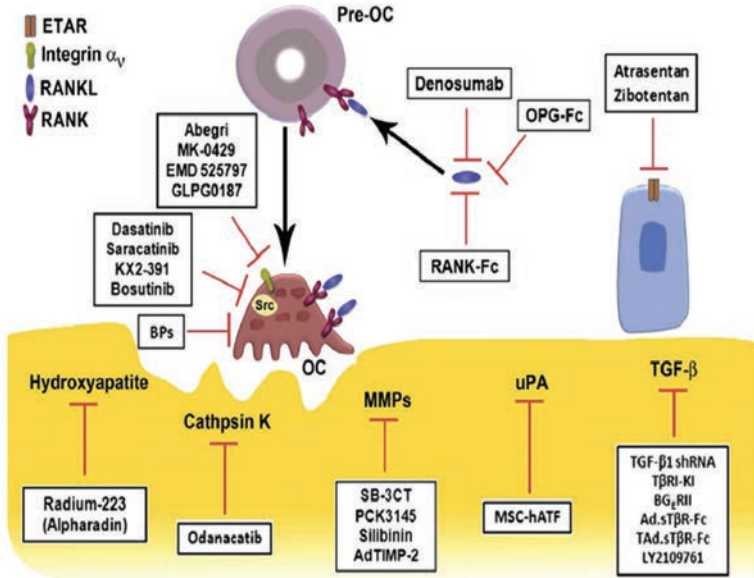 ETAR
Integrin αν
RANKL
RANK
Pre-OC
Denosumab
OPG-Fc
Atrasentan
Zibotentan
Abegri
MK-0429
EMD 525797
GLPG0187
Dasatinib
Saracatinib
KX2-391
Bosutinib
RANK-Fc
Src
BPs
OC
Hydroxyapatite
Cathpsin K
MMPs
uPA
TGF-β
Radium-223
(Alpharadin)
Odanacatib
SB-3CT
PCK3145
Silibinin
AdTIMP-2
MSC-hATF
TGF-β1 shRNA
TβRI-KI
BGERII
Ad.sTβR-Fc
TAd.sTβR-Fc
LY2109761